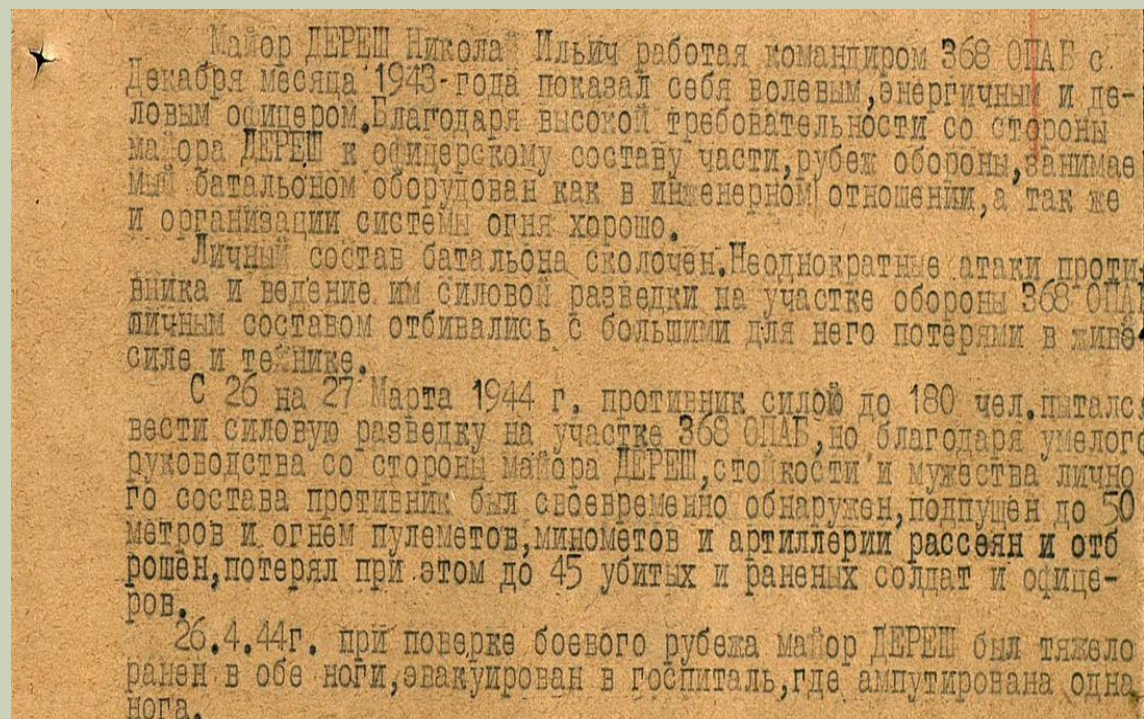 Майор ДЕРЕШ Николай Ильич работая командиром 368 ОПАБ с
Декабря месяца 1943-года показал себя волевым,энергичным и де-
ловым офицером.Благодаря высокой требовательности со стороны
майора ДЕРЕШ к офицерскому составу части,рубеж обороны,занимае
мый батальоном оборудован как в инженерном отношении,а так же
и организации системы огня хорошо.
Личный состав батальона сколочен.Неоднократные атаки проти-
вника и ведение им силовой разведки на участке обороны 368 ОПАБ
личным составом отбивались с большими для него потерями в живо
силе и технике.
С 26 на 27 Марта 1944 г. противник силою до 180 чел.пыталс
вести силовую разведку на участке 368 ОПАБ,но благодаря умелого
руководства со стороны майора ДЕРЕШ,стойкости и мужества лично
го состава противник был своевременно обнаружен,подпущен до 50
метров и огнем пулеметов,минометов и артиллерии рассеян и отб
рошен,потерял при этом до 45 убитых и раненых солдат и офице-
ров.
26.4.44г. при поверке боевого рубежа майор ДЕРЕШ был тяжело
ранен в обе ноги,эвакуирован в госпиталь,где ампутирована одна
нога.